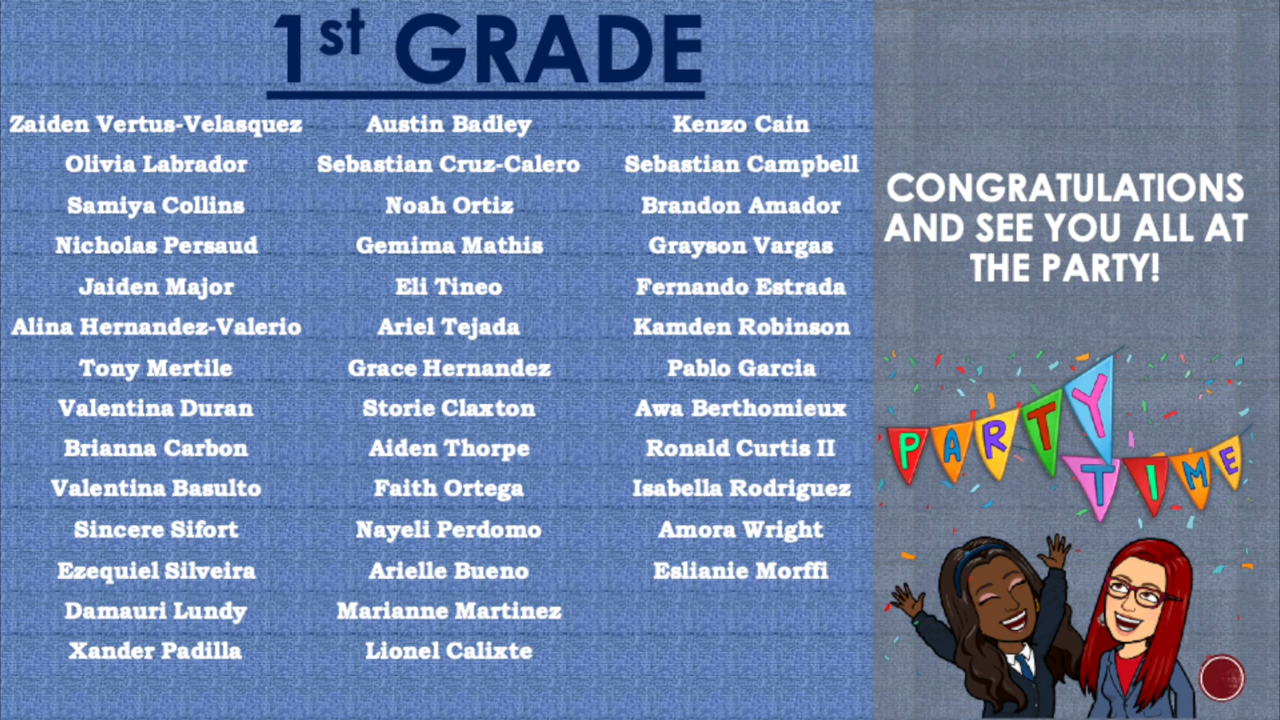 1st GRADE
Zaiden Vertus-Velasquez
Olivia Labrador
Samiya Collins
Nicholas Persaud
Jaiden Major
Alina Hernandez-Valerio
Tony Mertile
Valentina Duran
Brianna Carbon
Valentina Basulto
Sincere Sifort
Ezequiel Silveira
Damauri Lundy
Xander Padilla
Austin Badley
Sebastian Cruz-Calero
Noah Ortiz
Gemima Mathis
Eli Tineo
Ariel Tejada
Grace Hernandez
Storie Claxton
Aiden Thorpe
Faith Ortega
Nayeli Perdomo
Arielle Bueno
Marianne Martinez
Lionel Calixte
Kenzo Cain
Sebastian Campbell
Brandon Amador
Grayson Vargas
Fernando Estrada
Kamden Robinson
Pablo Garcia
Awa Berthomieux
Ronald Curtis II
Isabella Rodriguez
Amora Wright
Eslianie Morffi
CONGRATULATIONS
AND SEE YOU ALL AT
THE PARTY!
PARTY
TIME